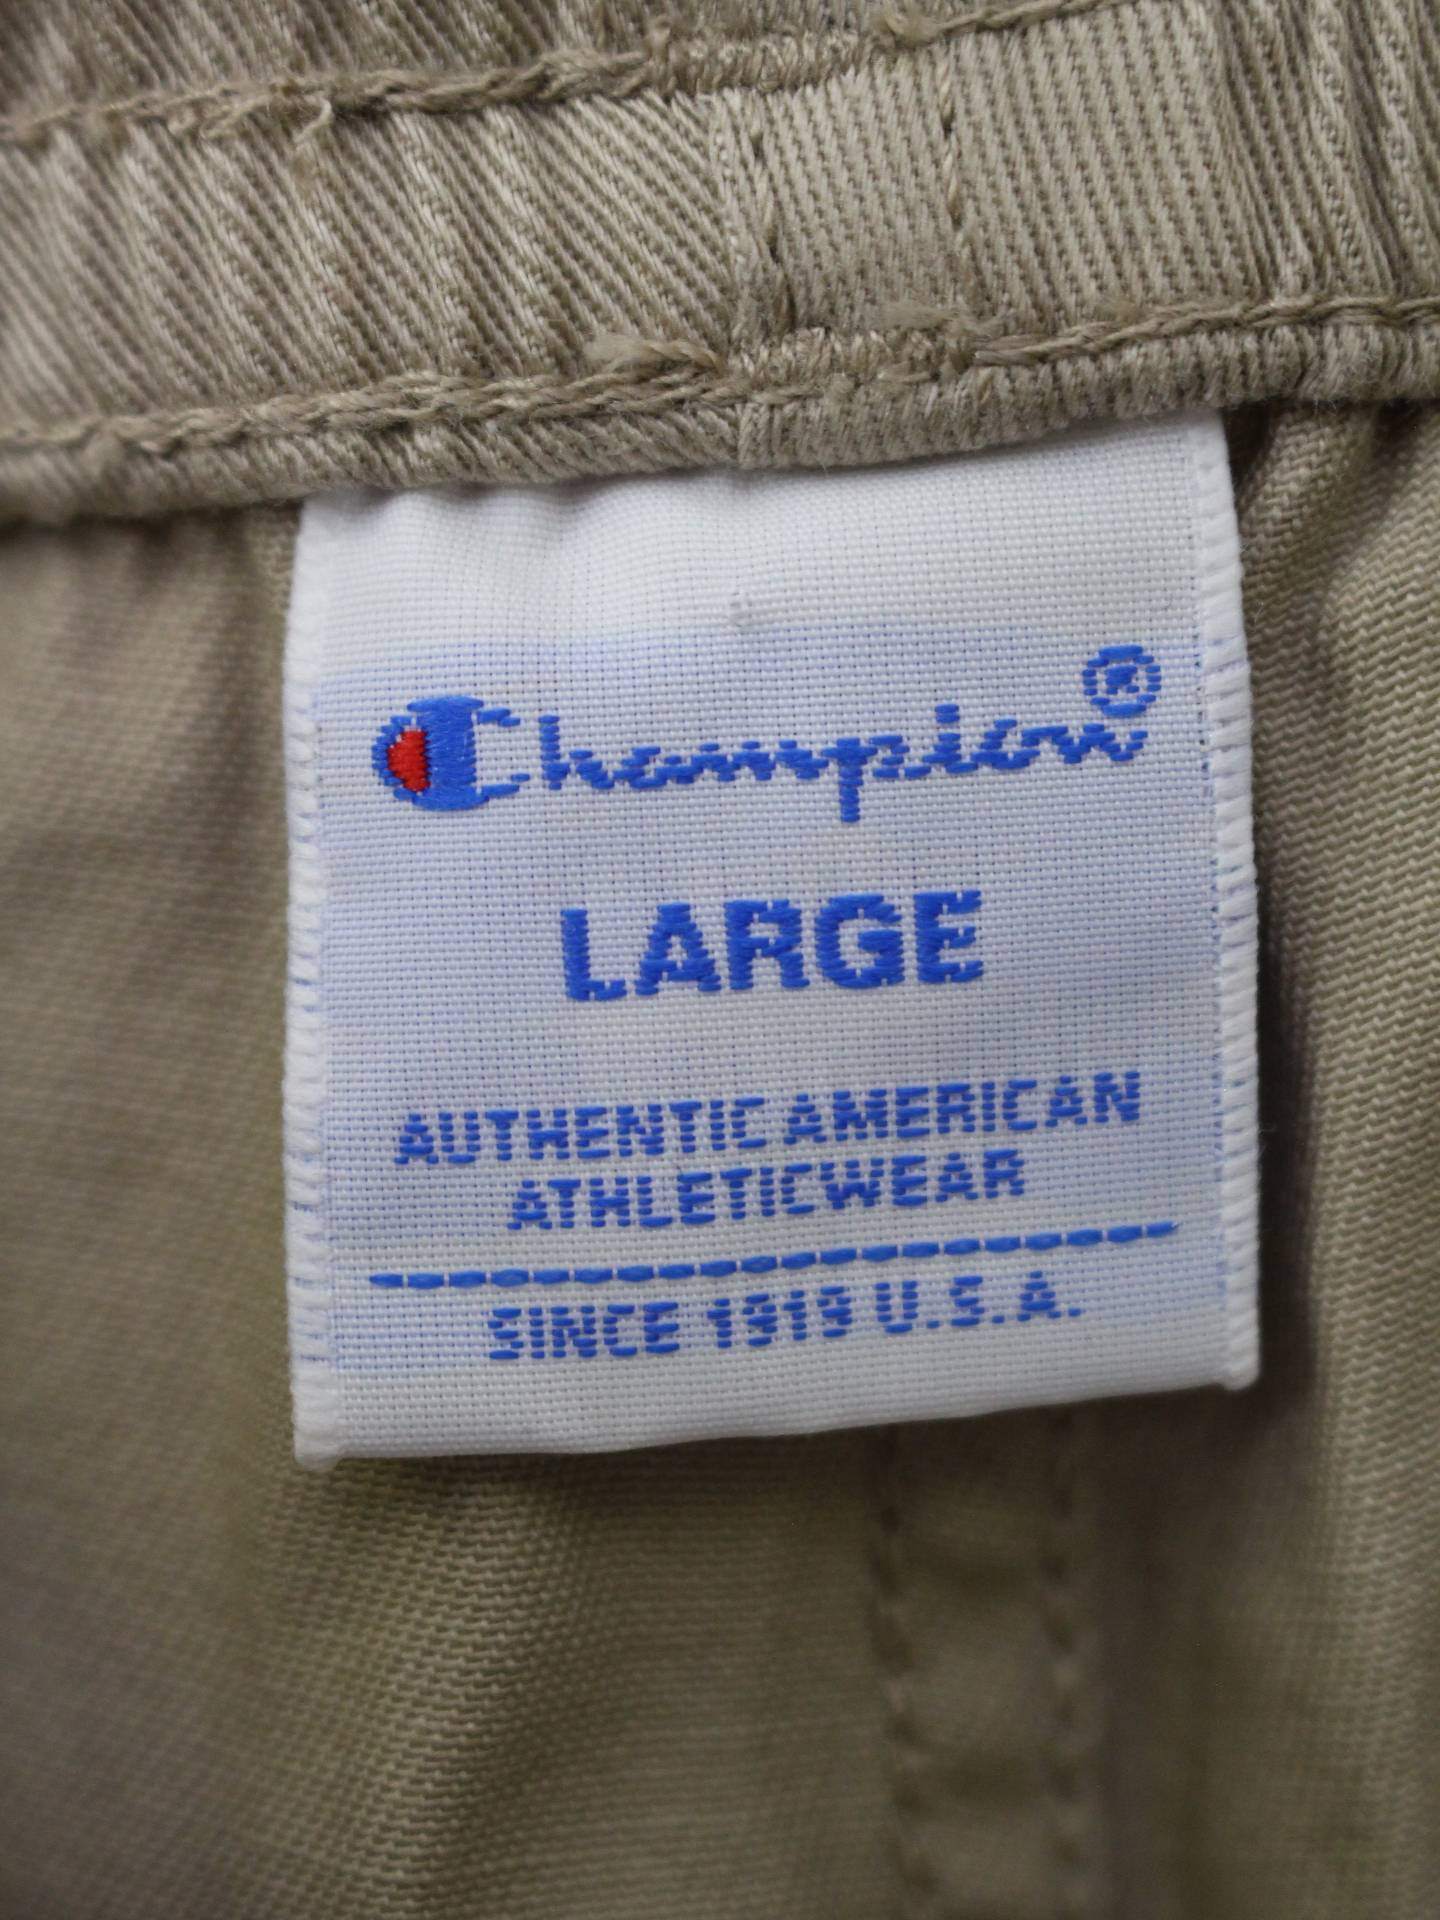 Champion®
LARGE
AUTHENTIC AMERICAN
ATHLETICWEAR
SINCE 1919 U.S.A.